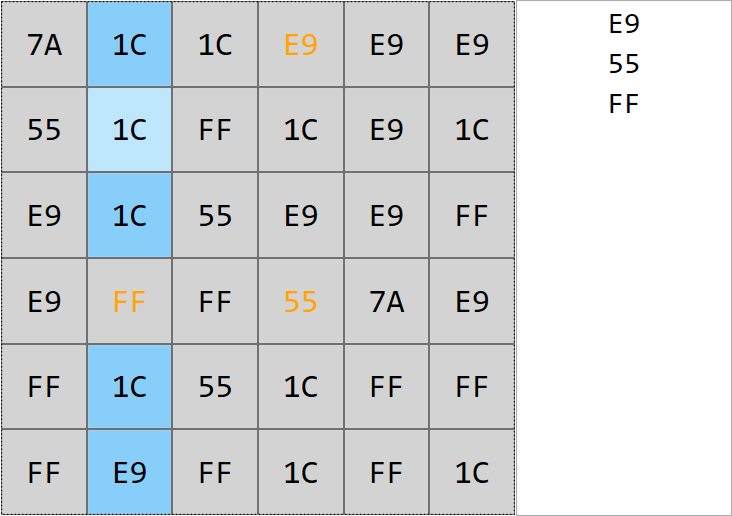 7A 1C 1C E9 E9 E9
55 1C FF 1C E9 1C
E9 1C 55 E9 E9 FF
E9 FF FF 55 7A E9
FF 1C 55 1C FF FF
FF E9 FF 1C FF 1C
E9
55
FF